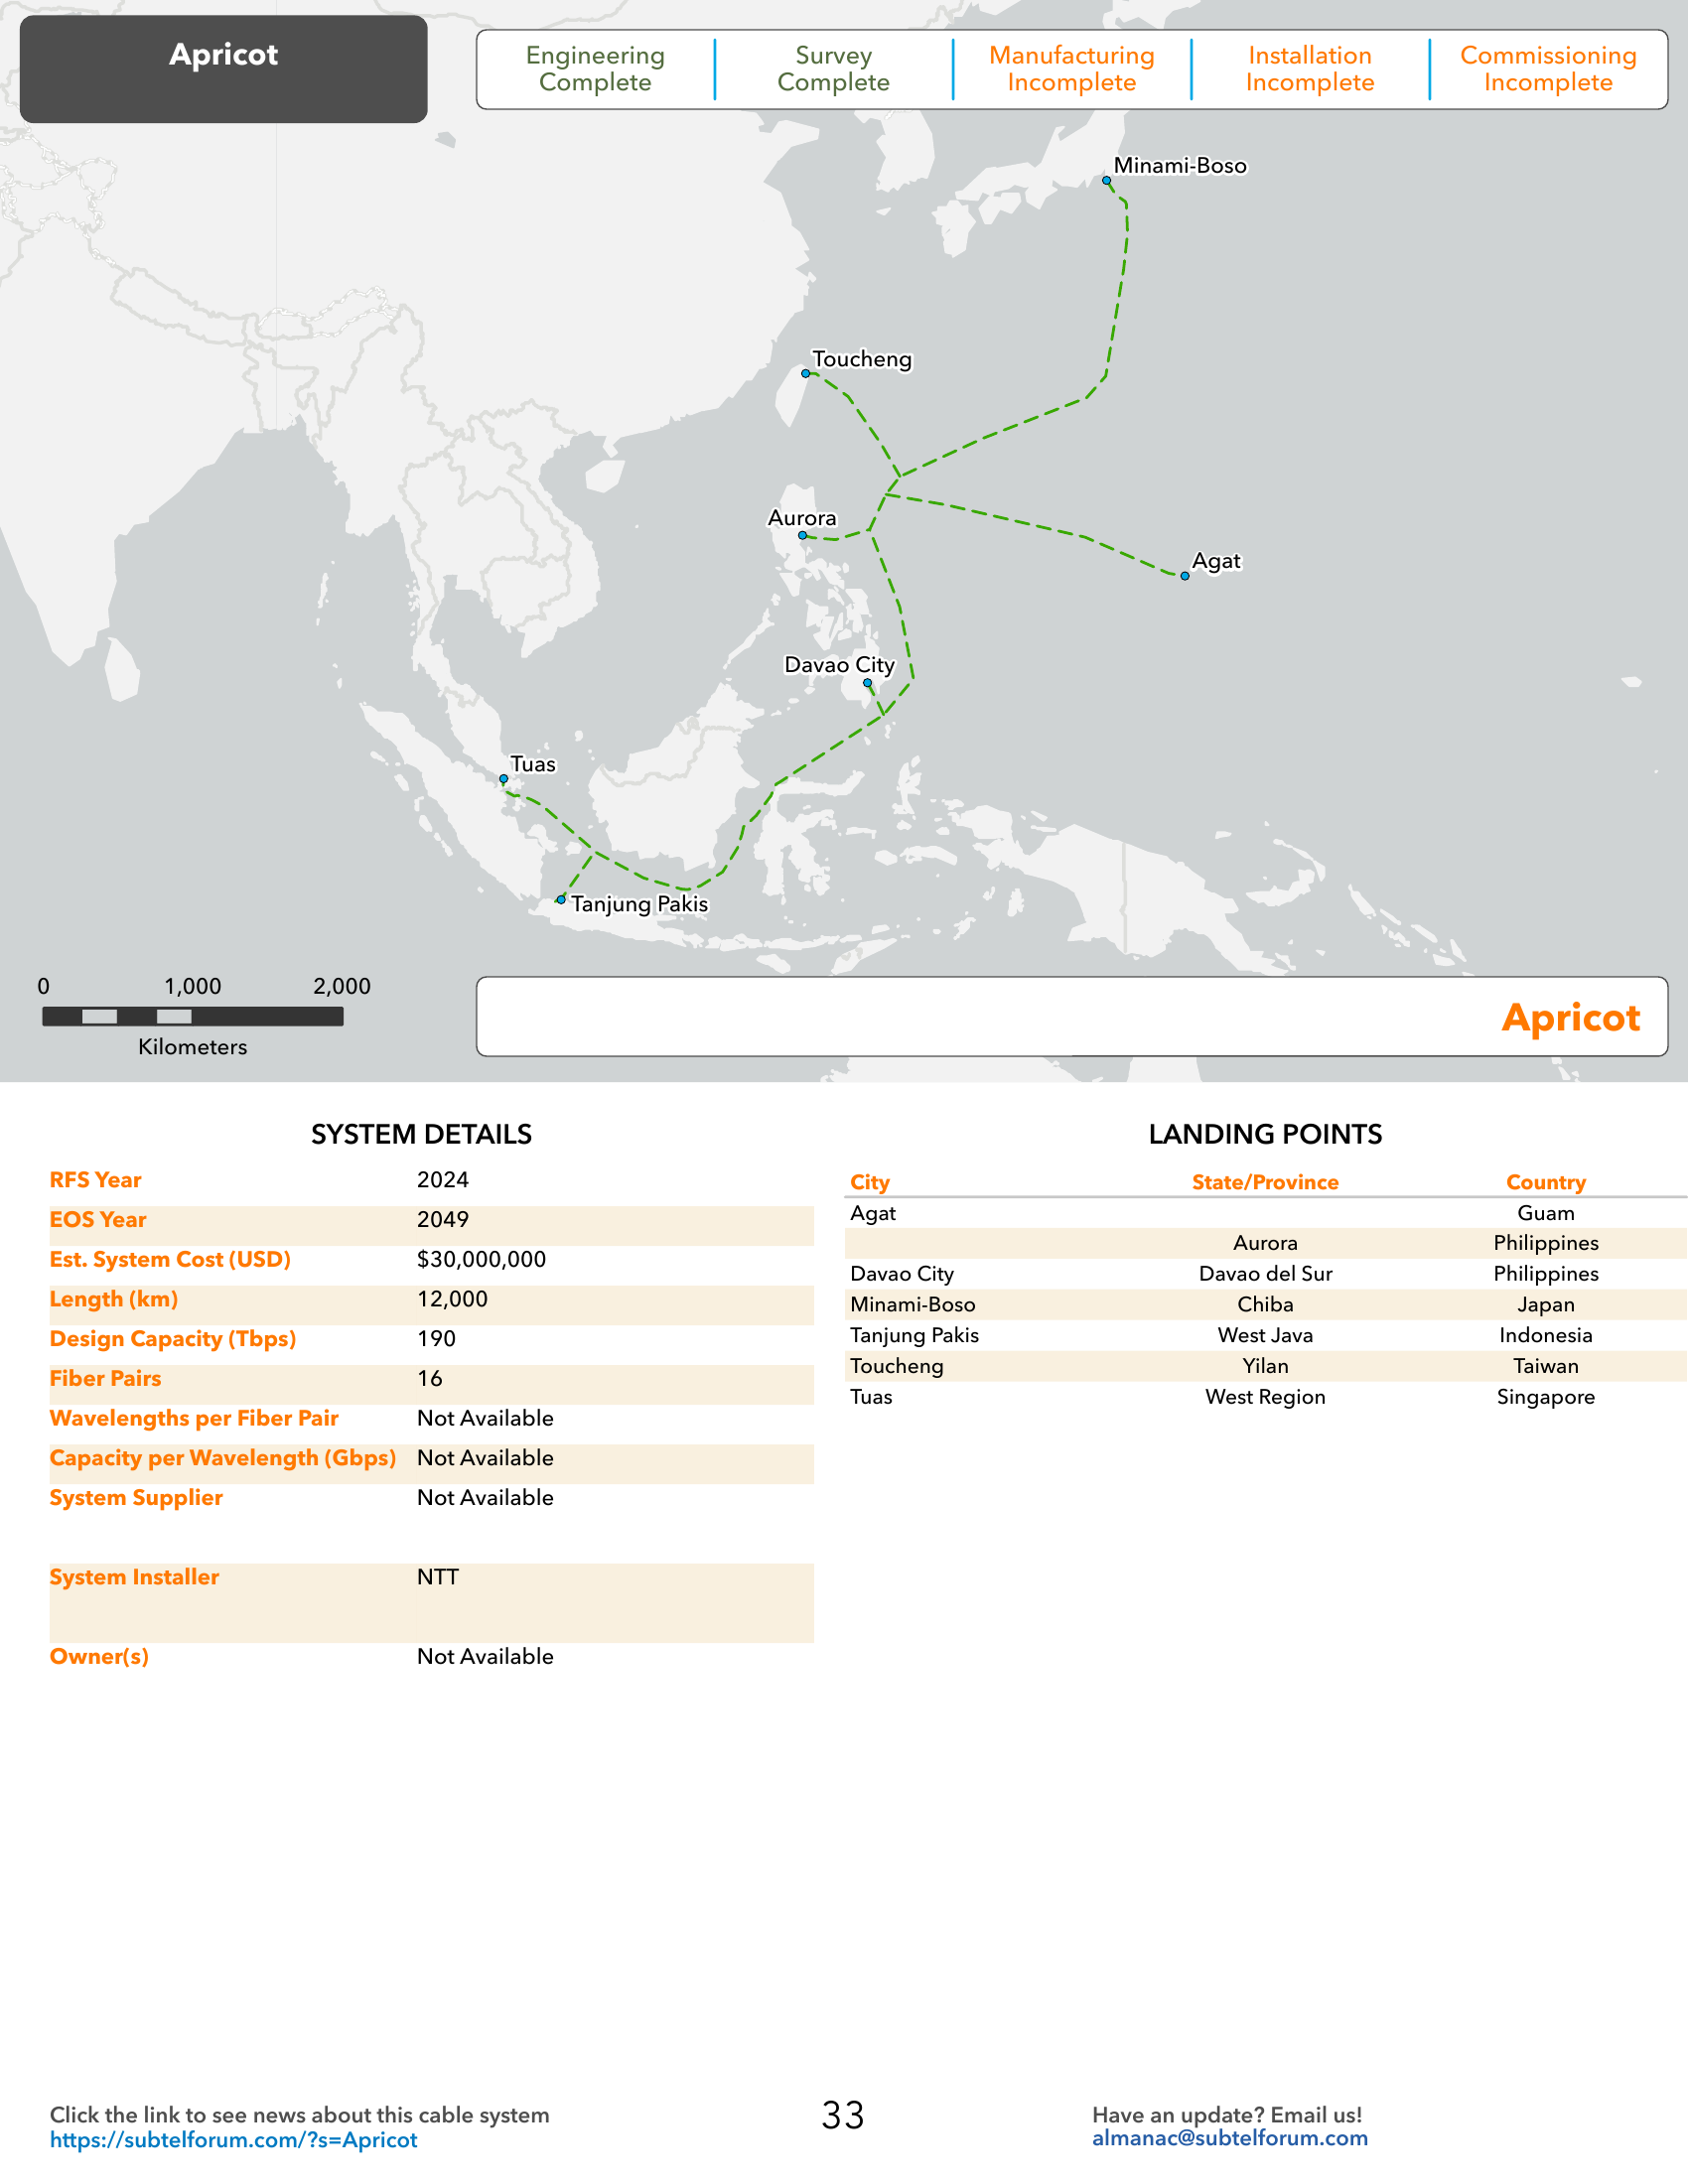 Apricot
Engineering Complete
Survey Complete
Manufacturing Incomplete
Installation Incomplete
Commissioning Incomplete
Minami-Boso
Toucheng
Aurora
Agat
Davao City
Tuas
Tanjung Pakis
0 1,000 2,000
Kilometers
Apricot
SYSTEM DETAILS
RFS Year 2024
EOS Year 2049
Est. System Cost (USD) $30,000,000
Length (km) 12,000
Design Capacity (Tbps) 190
Fiber Pairs 16
Wavelengths per Fiber Pair Not Available
Capacity per Wavelength (Gbps) Not Available
System Supplier Not Available
System Installer NTT
Owner(s) Not Available
LANDING POINTS
City State/Province Country
Agat Guam
Aurora Philippines
Davao City Davao del Sur Philippines
Minami-Boso Chiba Japan
Tanjung Pakis West Java Indonesia
Toucheng Yilan Taiwan
Tuas West Region Singapore
Click the link to see news about this cable system
https://subtelforum.com/?s=Apricot
33
Have an update? Email us!
almanac@subtelforum.com